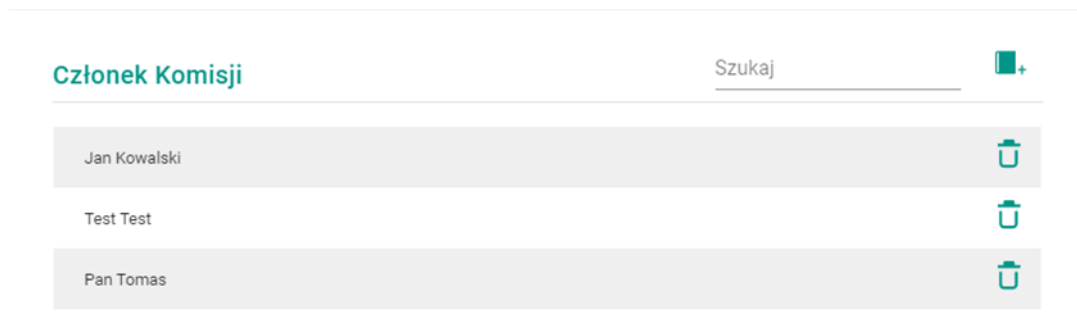 Członek Komisji
Szukaj
Jan Kowalski
Test Test
Pan Tomas